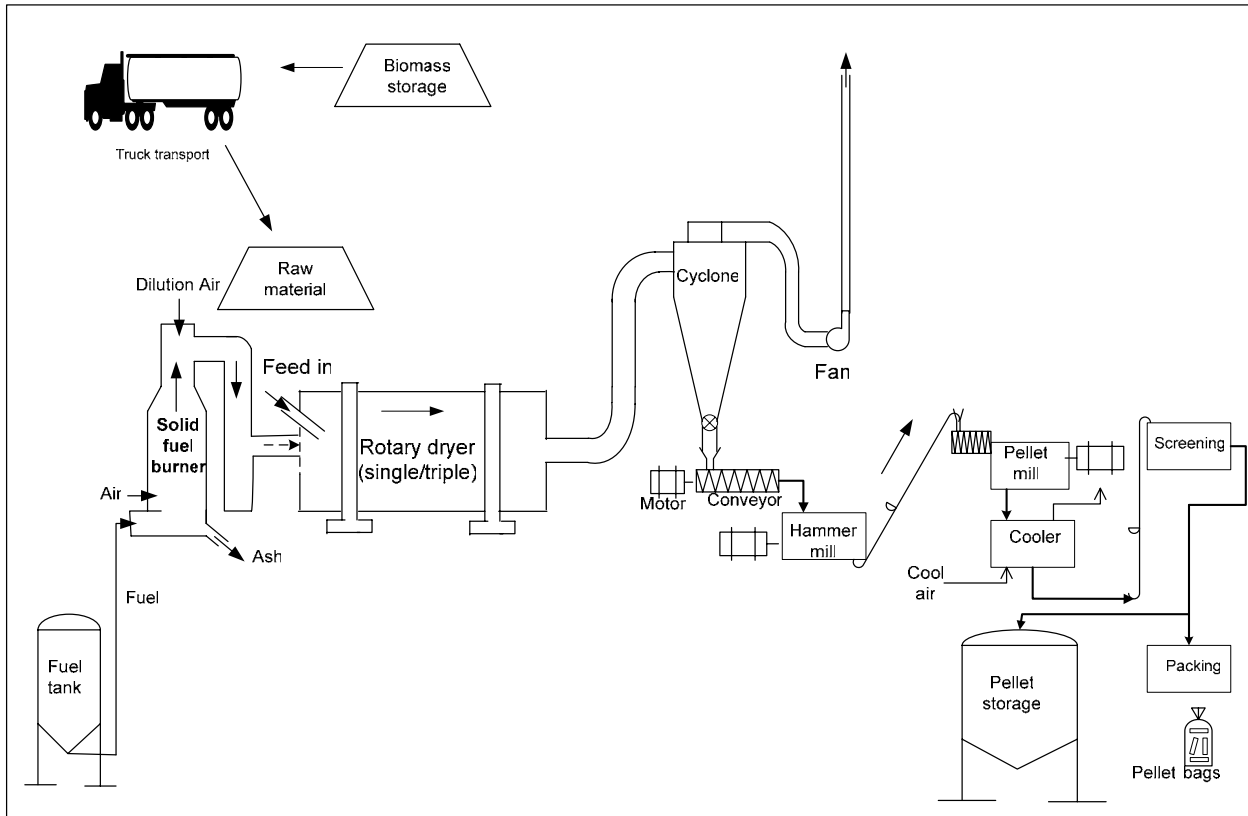 Biomass
storage
Truck transport
Raw
material
Dilution Air
Cyclone
Feed in
Fan
Solid
fuel
burner
Rotary dryer
(single/triple)
Screening
Pellet
mill
Air
Motor
Conveyor
Hammer
mill
Cooler
Ash
Cool
air
Fuel
Fuel
tank
Pellet
storage
Packing
Pellet bags